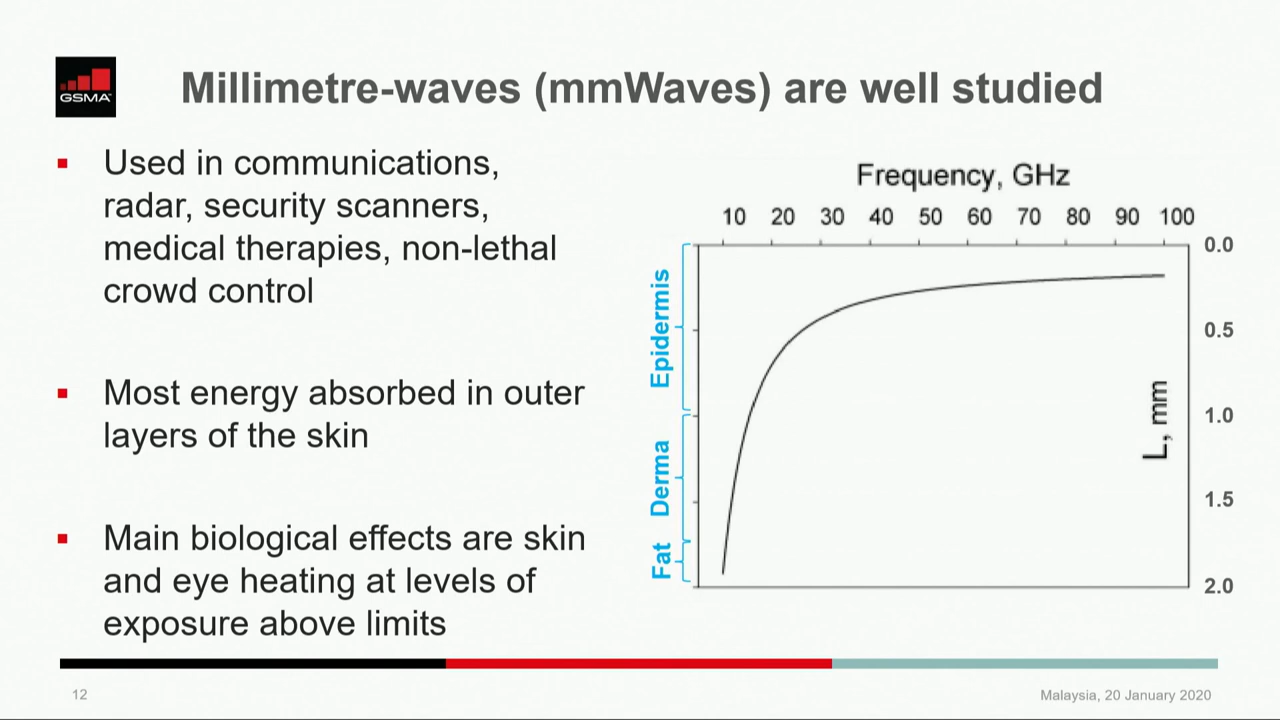 GSMA™
Millimetre-waves (mmWaves) are well studied
Used in communications,
radar, security scanners,
medical therapies, non-lethal
crowd control
Most energy absorbed in outer
layers of the skin
Main biological effects are skin
and eye heating at levels of
exposure above limits
Frequency, GHz
10 20 30 40 50 60 70 80 90 100
Epidermis
Derma
Fat
0.0
0.5
1.0
1.5
2.0
L, mm
12
Malaysia, 20 January 2020